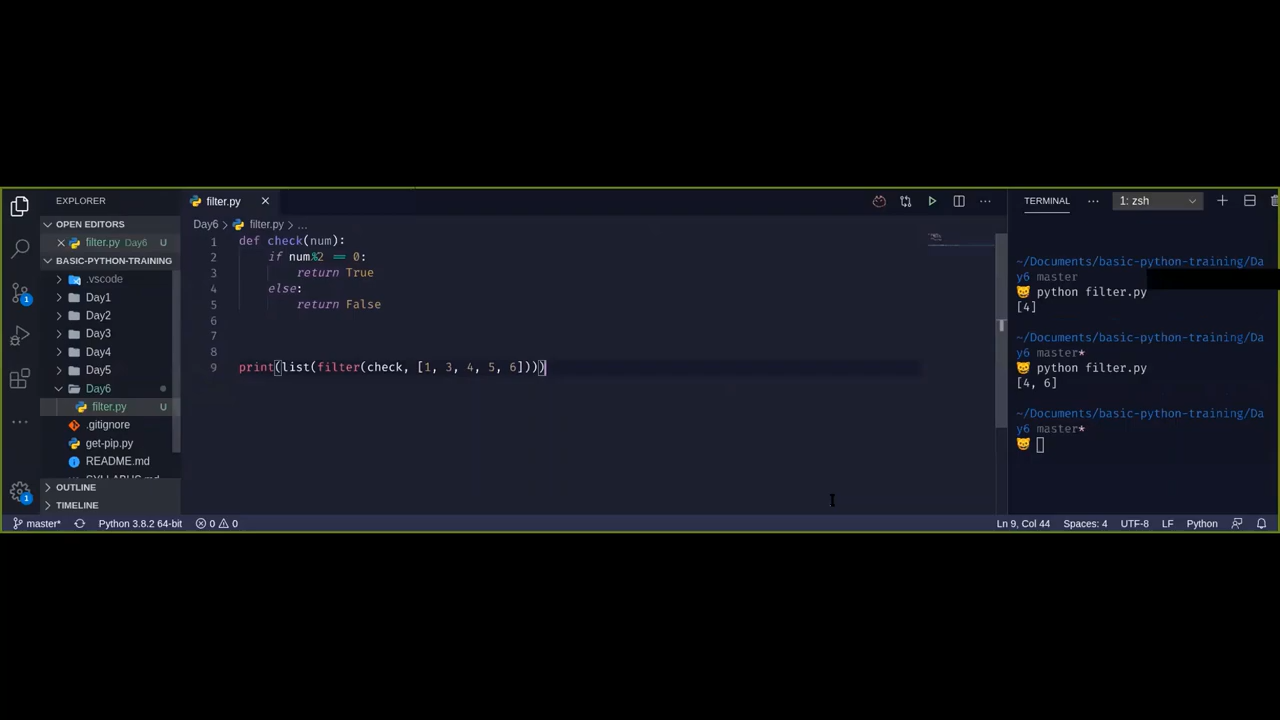 EXPLORER
OPEN EDITORS
filter.py Day6 U
BASIC-PYTHON-TRAINING
.vscode
Day1
Day2
Day3
Day4
Day5
Day6
filter.py U
.gitignore
get-pip.py
README.md
SYLLABUS.md
OUTLINE
TIMELINE
filter.py
Day6 > filter.py > ...
1 def check(num):
2     if num%2 == 0:
3         return True
4     else:
5         return False
6
7
8
9 print(list(filter(check, [1, 3, 4, 5, 6])))
TERMINAL ... 1: zsh
~/Documents/basic-python-training/Da
y6 master
python filter.py
[4]
~/Documents/basic-python-training/Da
y6 master*
python filter.py
[4, 6]
~/Documents/basic-python-training/Da
y6 master*
1
1
master* Python 3.8.2 64-bit 0 0 Ln 9, Col 44 Spaces: 4 UTF-8 LF Python